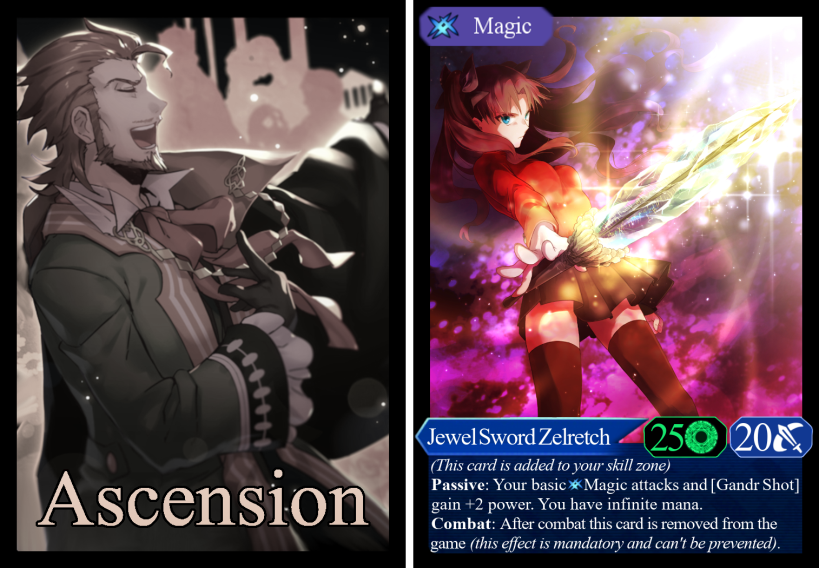 Ascension
Magic
Jewel Sword Zelretch 25 20
(This card is added to your skill zone)
Passive: Your basic Magic attacks and [Gandr Shot]
gain +2 power. You have infinite mana.
Combat: After combat this card is removed from the
game (this effect is mandatory and can't be prevented).